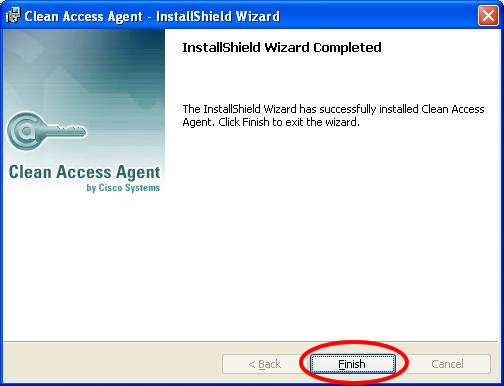 Clean Access Agent - InstallShield Wizard
InstallShield Wizard Completed
The InstallShield Wizard has successfully installed Clean Access
Agent. Click Finish to exit the wizard.
Clean Access Agent
by Cisco Systems
< Back
Finish
Cancel